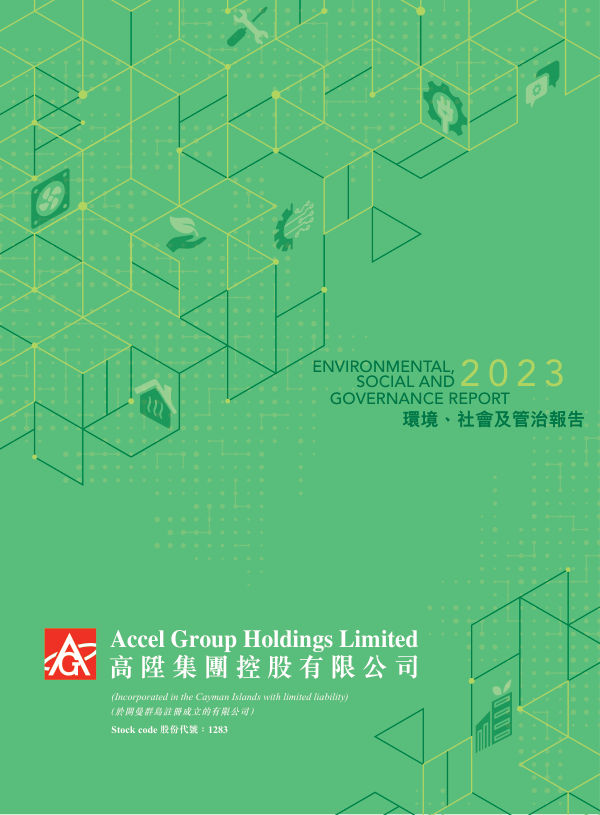 ENVIRONMENTAL, 2023
SOCIAL AND
GOVERNANCE REPORT
環境、社會及管治報告
AGA
Accel Group Holdings Limited
高陞集團控股有限公司
(Incorporated in the Cayman Islands with limited liability)
(於開曼群島註冊成立的有限公司)
Stock code 股份代號：1283